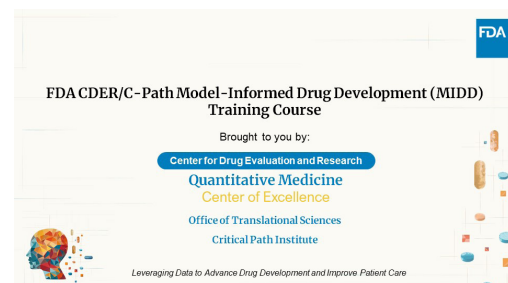 FDA
FDA CDER/C-Path Model-Informed Drug Development (MIDD)
Training Course
Brought to you by:
Center for Drug Evaluation and Research
Quantitative Medicine
Center of Excellence
Office of Translational Sciences
Critical Path Institute
Leveraging Data to Advance Drug Development and Improve Patient Care